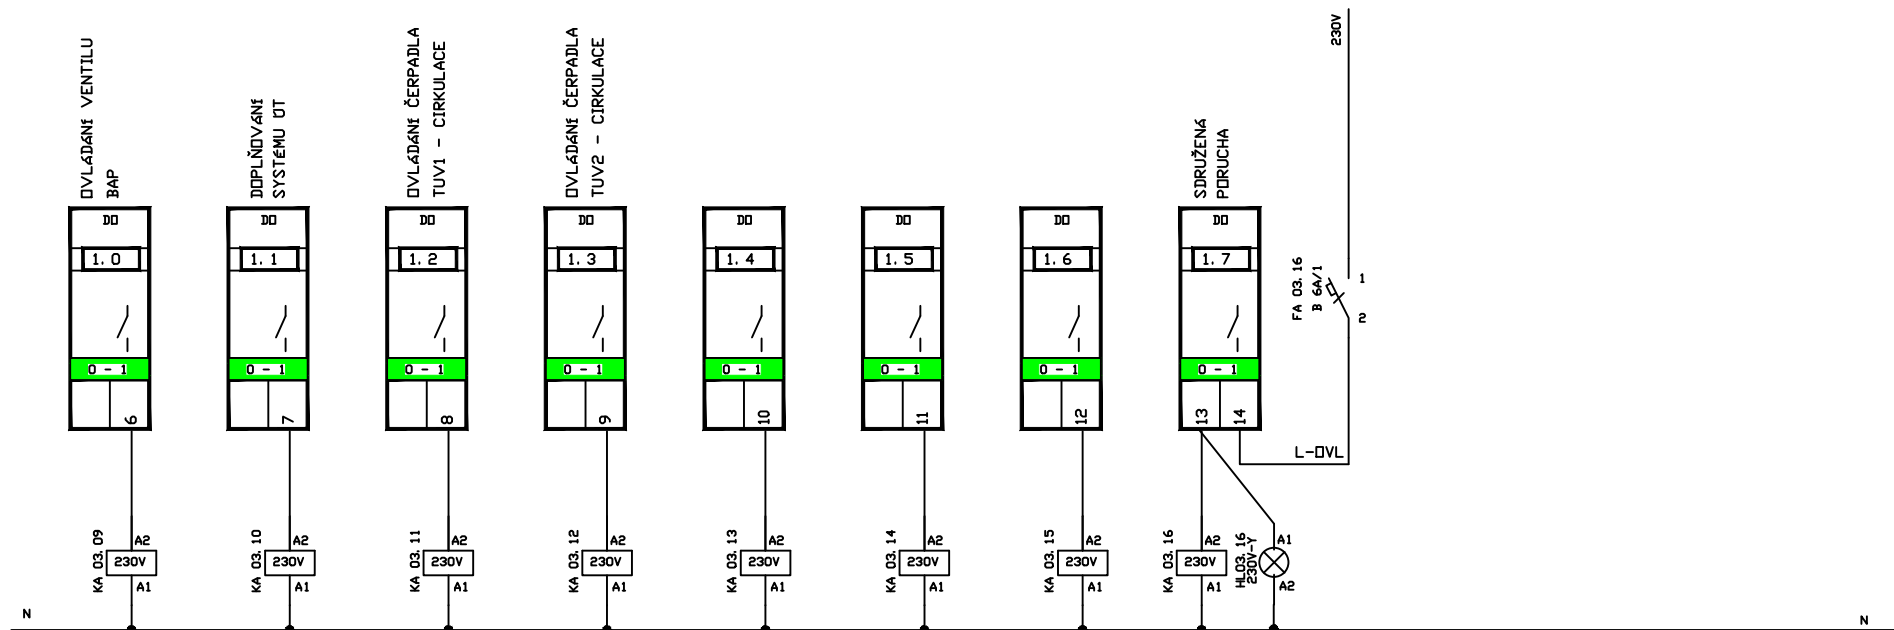 OVLÁDÁNÍ VENTILU
BAP
DOPLŇOVÁNÍ
SYSTÉMU ÚT
OVLÁDÁNÍ ČERPADLA
TUV1 - CIRKULACE
OVLÁDÁNÍ ČERPADLA
TUV2 - CIRKULACE
SDRUŽENÁ
PORUCHA
230V
DO
DO
DO
DO
DO
DO
DO
DO
1.0
1.1
1.2
1.3
1.4
1.5
1.6
1.7
FA 03.16
B 6A/1
1
2
0 - 1
0 - 1
0 - 1
0 - 1
0 - 1
0 - 1
0 - 1
0 - 1
6
7
8
9
10
11
12
13
14
L-OVL
KA 03.09
A2
230V
A1
KA 03.10
A2
230V
A1
KA 03.11
A2
230V
A1
KA 03.12
A2
230V
A1
KA 03.13
A2
230V
A1
KA 03.14
A2
230V
A1
KA 03.15
A2
230V
A1
KA 03.16
A2
230V
A1
HL03.16
230V-Y
A1
A2
N
N